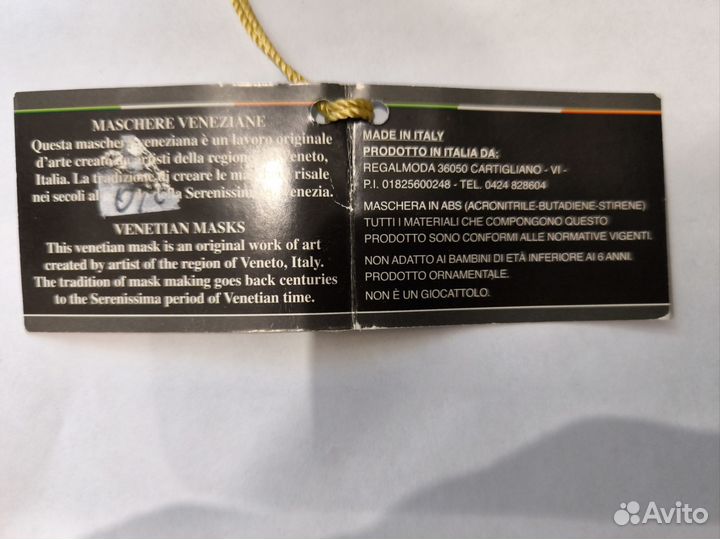 MASCHERE VENEZIANE
Questa maschera veneziana è un lavoro originale
d'arte creato artisti della regione Veneto,
Italia. La tradizione di creare le risale
nei secoli al Serenissima Venezia.
VENETIAN MASKS
This venetian mask is an original work of art
created by artist of the region of Veneto, Italy.
The tradition of mask making goes back centuries
to the Serenissima period of Venetian time.
MADE IN ITALY
PRODOTTO IN ITALIA DA:
REGALMODA 36050 CARTIGLIANO - VI -
P.I. 01825600248 - TEL. 0424 828604
MASCHERA IN ABS (ACRONITRILE-BUTADIENE-STIRENE)
TUTTI I MATERIALI CHE COMPONGONO QUESTO
PRODOTTO SONO CONFORMI ALLE NORMATIVE VIGENTI.
NON ADATTO AI BAMBINI DI ETÀ INFERIORE AI 6 ANNI.
PRODOTTO ORNAMENTALE.
NON È UN GIOCATTOLO.
Avito